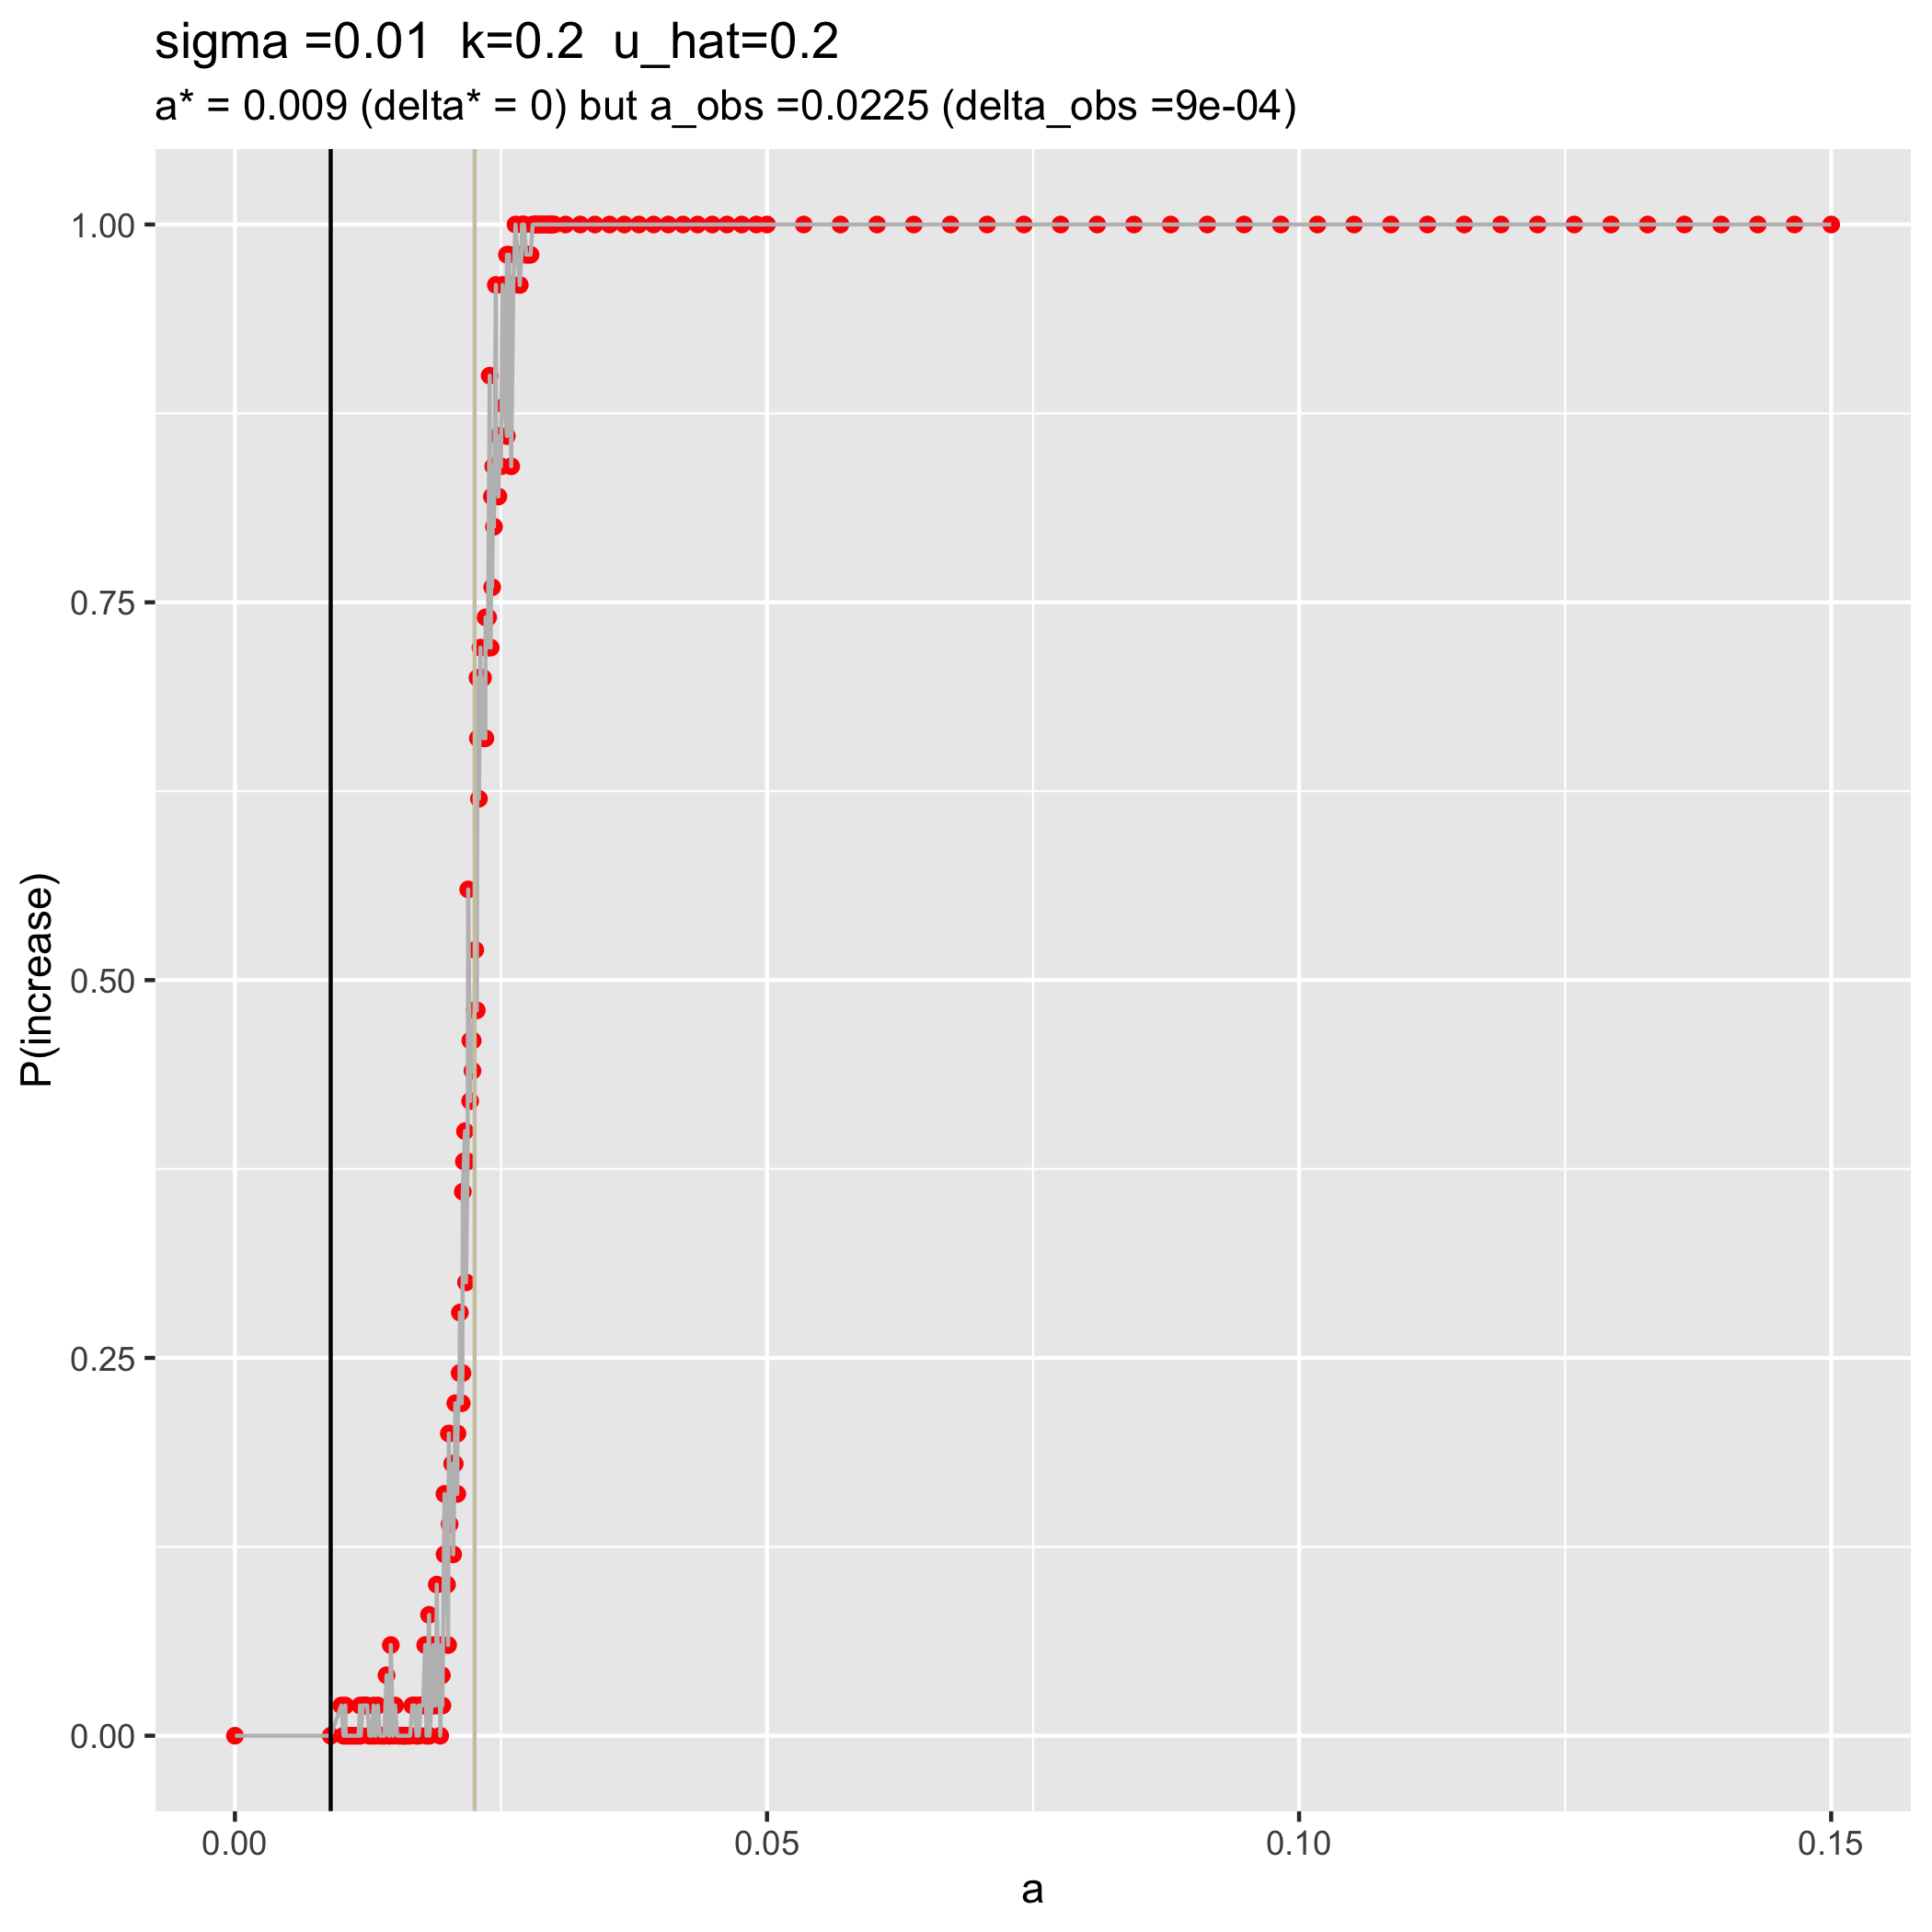 sigma =0.01  k=0.2  u_hat=0.2
a* = 0.009 (delta* = 0) but a_obs =0.0225 (delta_obs =9e-04)
1.00
0.75
0.50
0.25
0.00
P(increase)
0.00 0.05 0.10 0.15
a